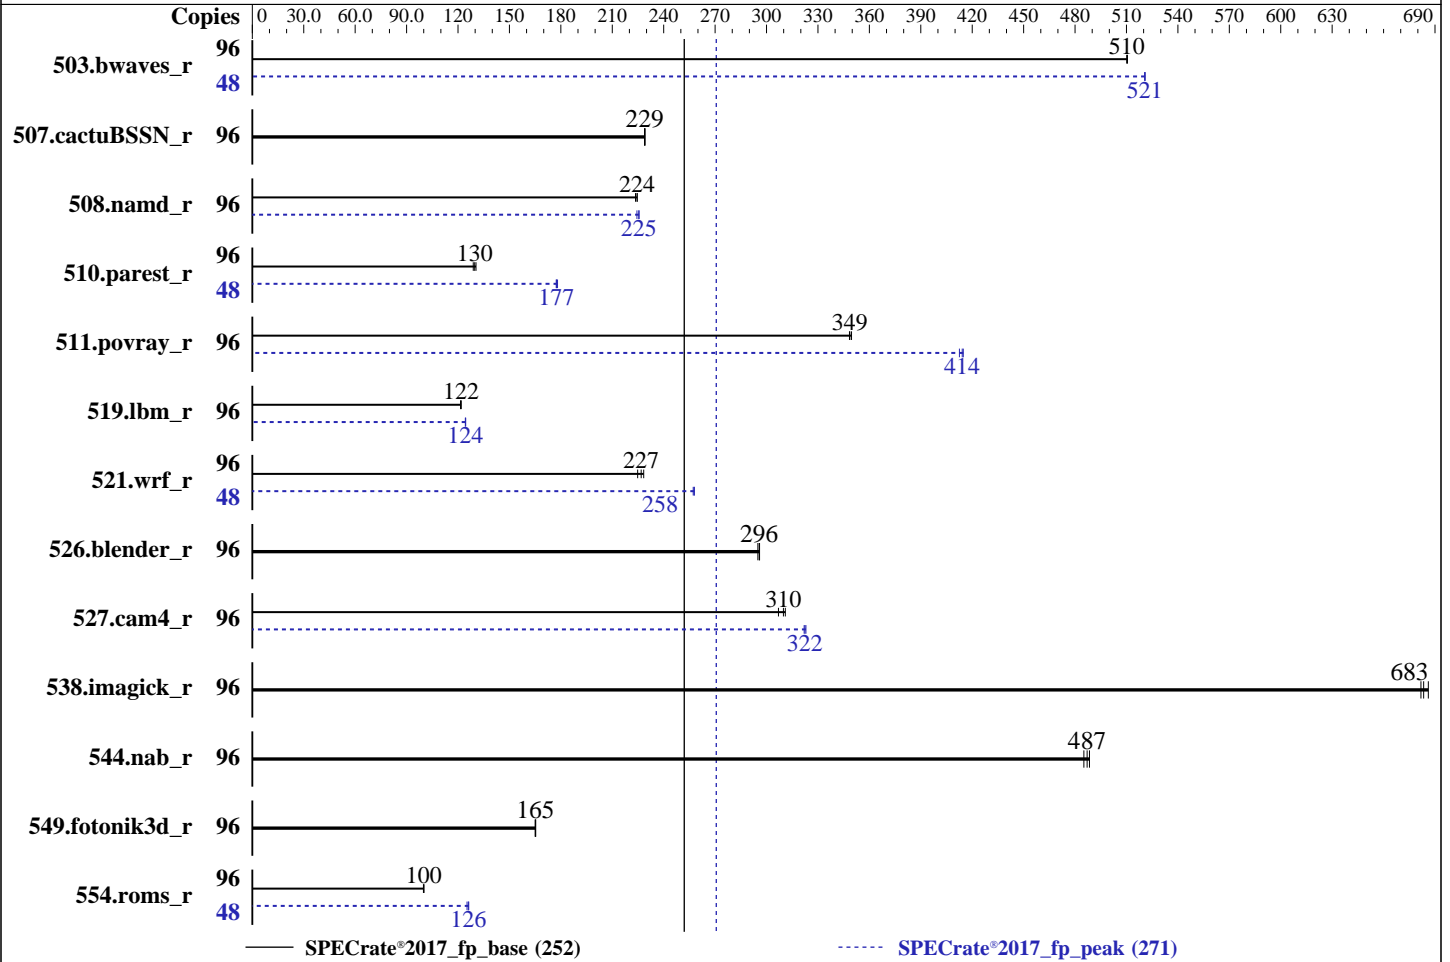 Copies 0 30.0 60.0 90.0 120 150 180 210 240 270 300 330 360 390 420 450 480 510 540 570 600 630 690
503.bwaves_r 96 510
48 521
507.cactuBSSN_r 96 229
508.namd_r 96 224
225
510.parest_r 96 130
48 177
511.povray_r 96 349
414
519.lbm_r 96 122
124
521.wrf_r 96 227
48 258
526.blender_r 96 296
527.cam4_r 96 310
322
538.imagick_r 96 683
544.nab_r 96 487
549.fotonik3d_r 96 165
554.roms_r 96 100
48 126
SPECrate®2017_fp_base (252) SPECrate®2017_fp_peak (271)